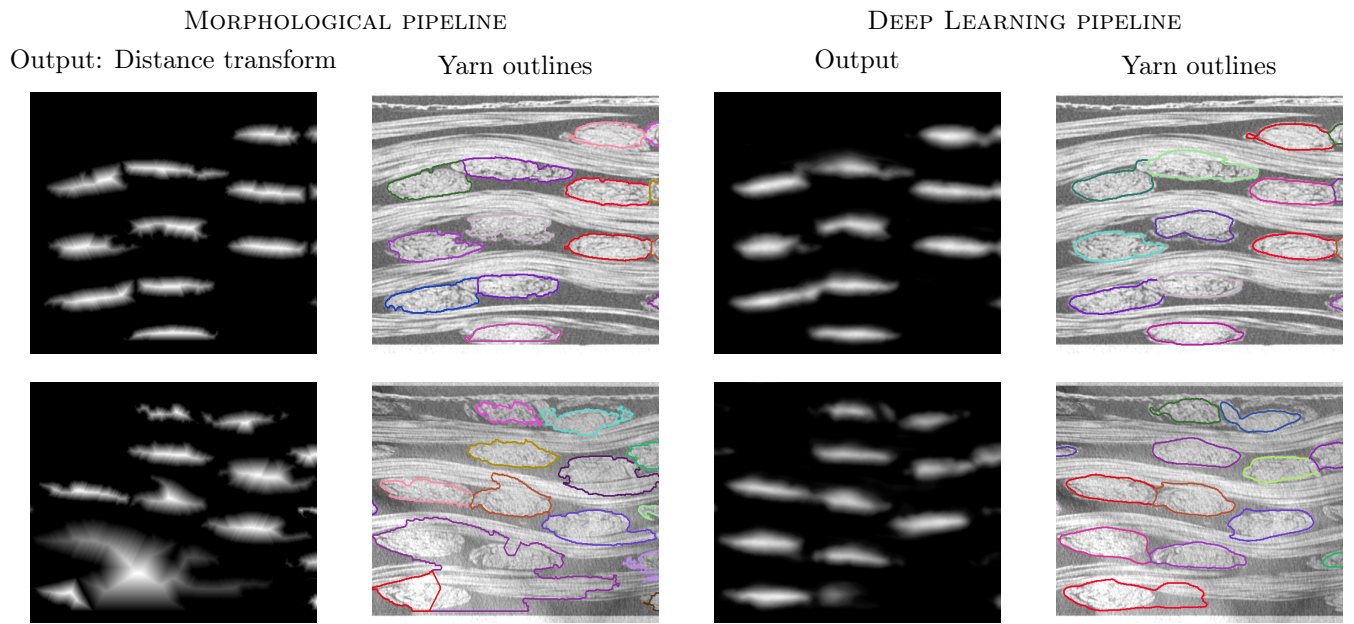 MORPHOLOGICAL PIPELINE
DEEP LEARNING PIPELINE
Output: Distance transform
Yarn outlines
Output
Yarn outlines